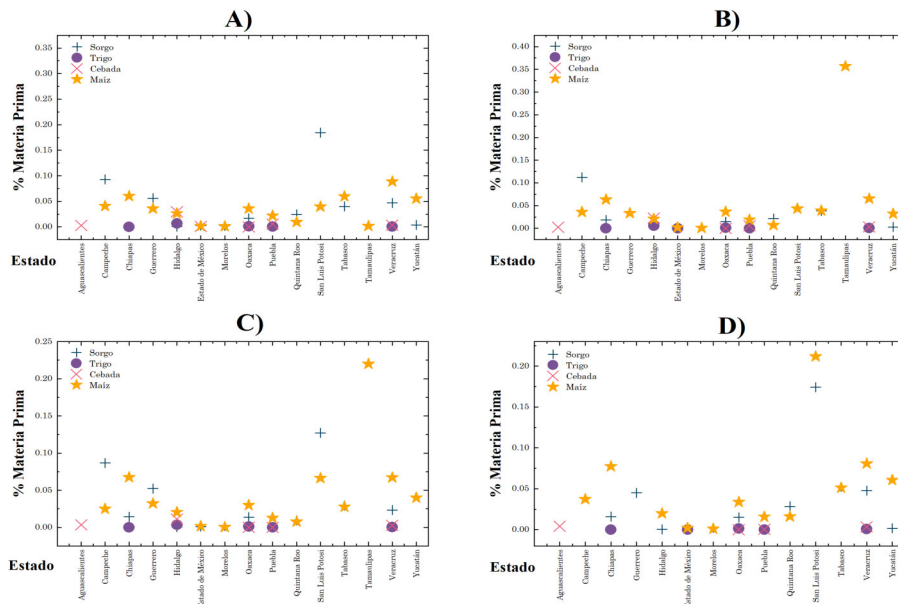 A)
% Materia Prima
0.35
0.30
0.25
0.20
0.15
0.10
0.05
0.00
Sorgo
Trigo
Cebada
Maíz
Estado
Aguascalientes
Campeche
Chiapas
Guerrero
Hidalgo
Estado de México
Morelos
Oaxaca
Puebla
Quintana Roo
San Luis Potosi
Tabasco
Tamaulipas
Veracruz
Yucatán
B)
% Materia Prima
0.40
0.35
0.30
0.25
0.20
0.15
0.10
0.05
0.00
Sorgo
Trigo
Cebada
Maíz
Estado
Aguascalientes
Campeche
Chiapas
Guerrero
Hidalgo
Estado de México
Morelos
Oaxaca
Puebla
Quintana Roo
San Luis Potosi
Tabasco
Tamaulipas
Veracruz
Yucatán
C)
% Materia Prima
0.25
0.20
0.15
0.10
0.05
0.00
Sorgo
Trigo
Cebada
Maíz
Estado
Aguascalientes
Campeche
Chiapas
Guerrero
Hidalgo
Estado de México
Morelos
Oaxaca
Puebla
Quintana Roo
San Luis Potosi
Tabasco
Tamaulipas
Veracruz
Yucatán
D)
% Materia Prima
0.20
0.15
0.10
0.05
0.00
Sorgo
Trigo
Cebada
Maíz
Estado
Aguascalientes
Campeche
Chiapas
Guerrero
Hidalgo
Estado de México
Morelos
Oaxaca
Puebla
Quintana Roo
San Luis Potosi
Tabasco
Veracruz
Yucatán